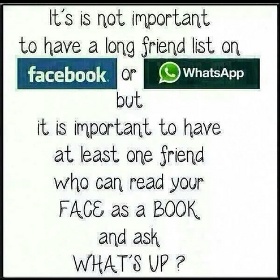 It's is not important
to have a long friend list on
facebook or WhatsApp
but
it is important to have
at least one friend
who can read your
FACE as a BOOK
and ask
WHAT'S UP ?